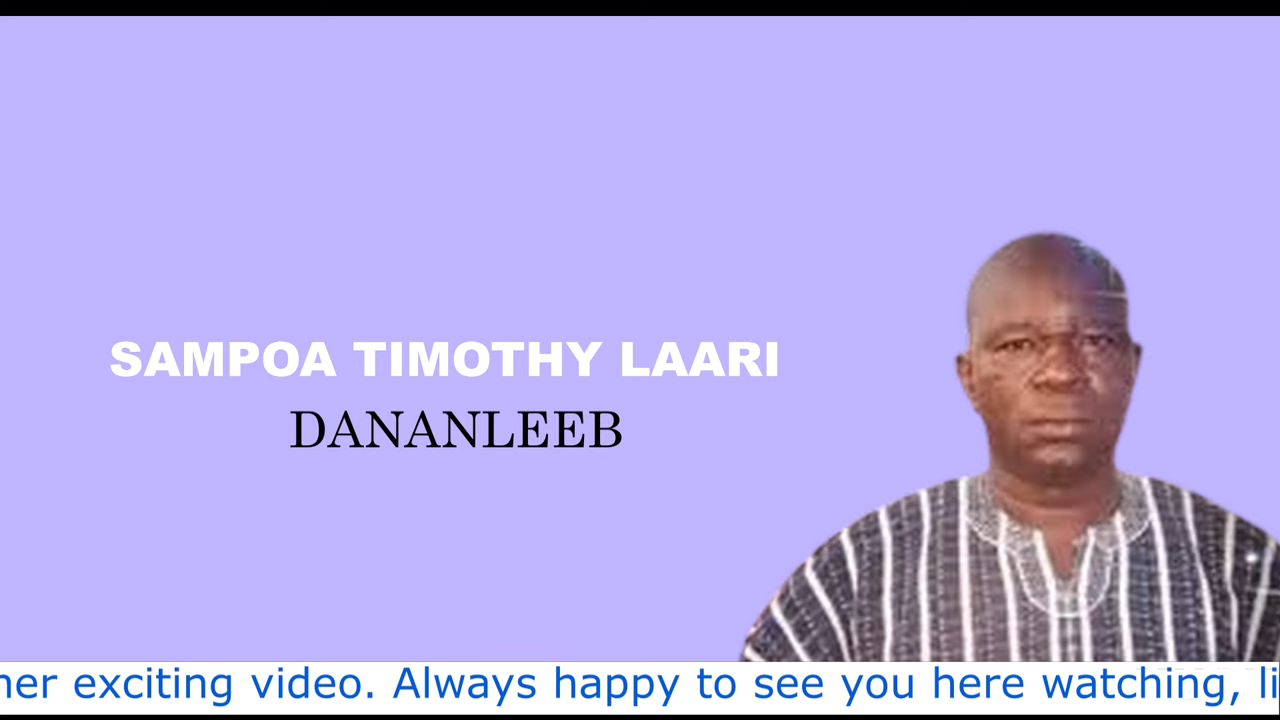 SAMPOA TIMOTHY LAARI
DANANLEEB
exciting video. Always happy to see you here watching,